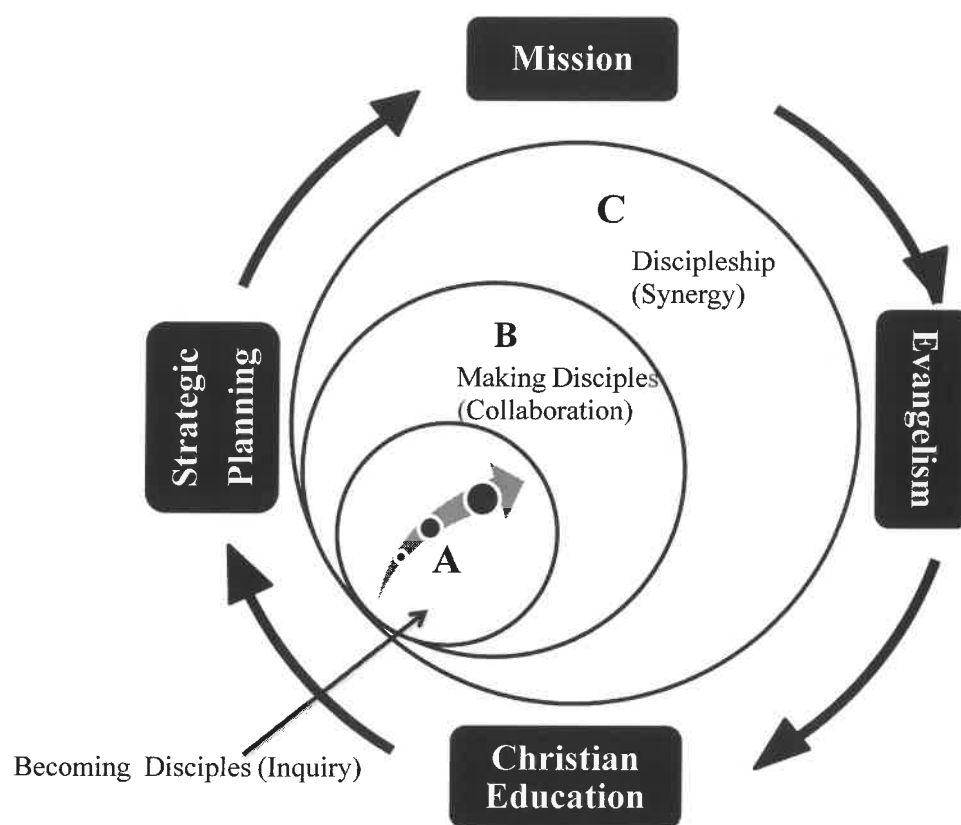 Mission
C
Discipleship
(Synergy)
B
Making Disciples
(Collaboration)
Strategic
Planning
Evangelism
A
Becoming Disciples (Inquiry)
Christian
Education